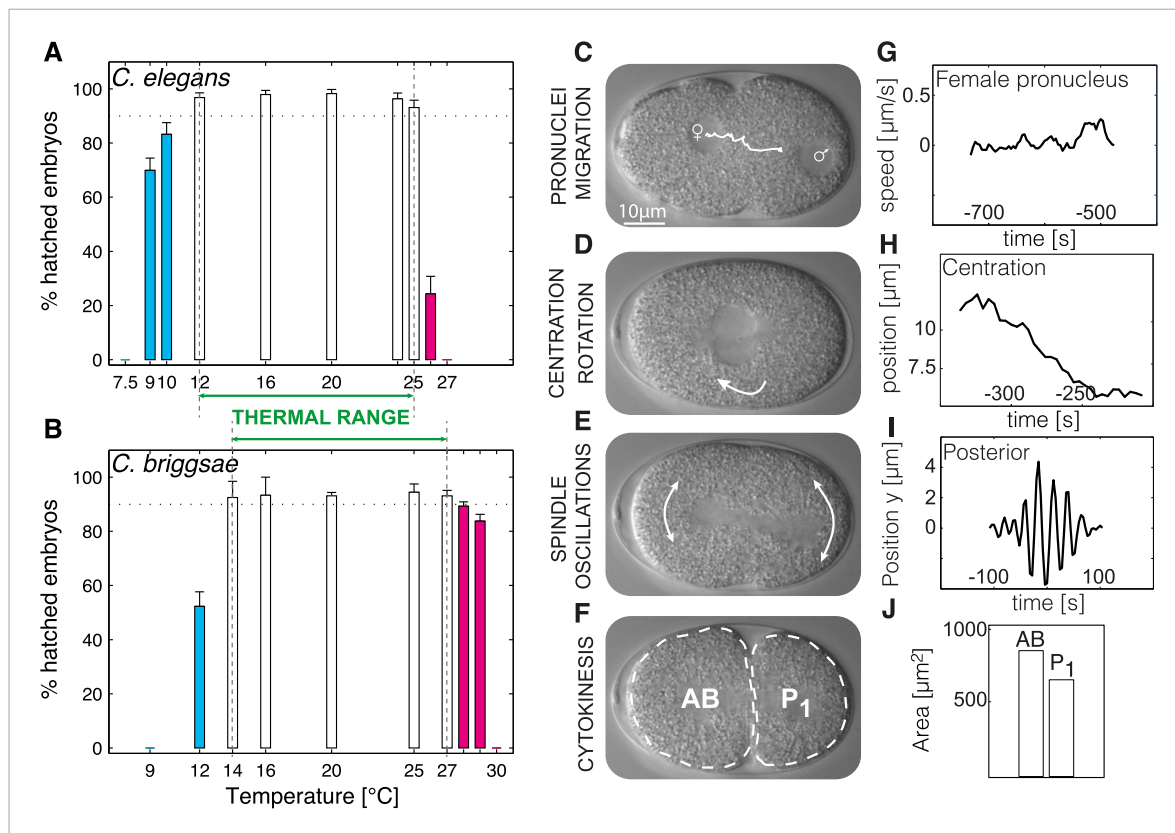 A
C. elegans
% hatched embryos
100
80
60
40
20
0
7.5 9 10 12 16 20 24 25 26 27
THERMAL RANGE
B
C. briggsae
% hatched embryos
100
80
60
40
20
0
9 12 14 16 20 25 27 30
Temperature [°C]
C
PRONUCLEI
MIGRATION
♀
♂
10µm
D
CENTRATION
ROTATION
E
SPINDLE
OSCILLATIONS
F
CYTOKINESIS
AB
P1
G
Female pronucleus
speed [µm/s]
0.5
0
-700 -500
time [s]
H
Centration
position [µm]
10
7.5
-300 -250
time [s]
I
Posterior
Position y [µm]
4
2
0
-100 100
time [s]
J
Area [µm²]
1000
500
AB
P1